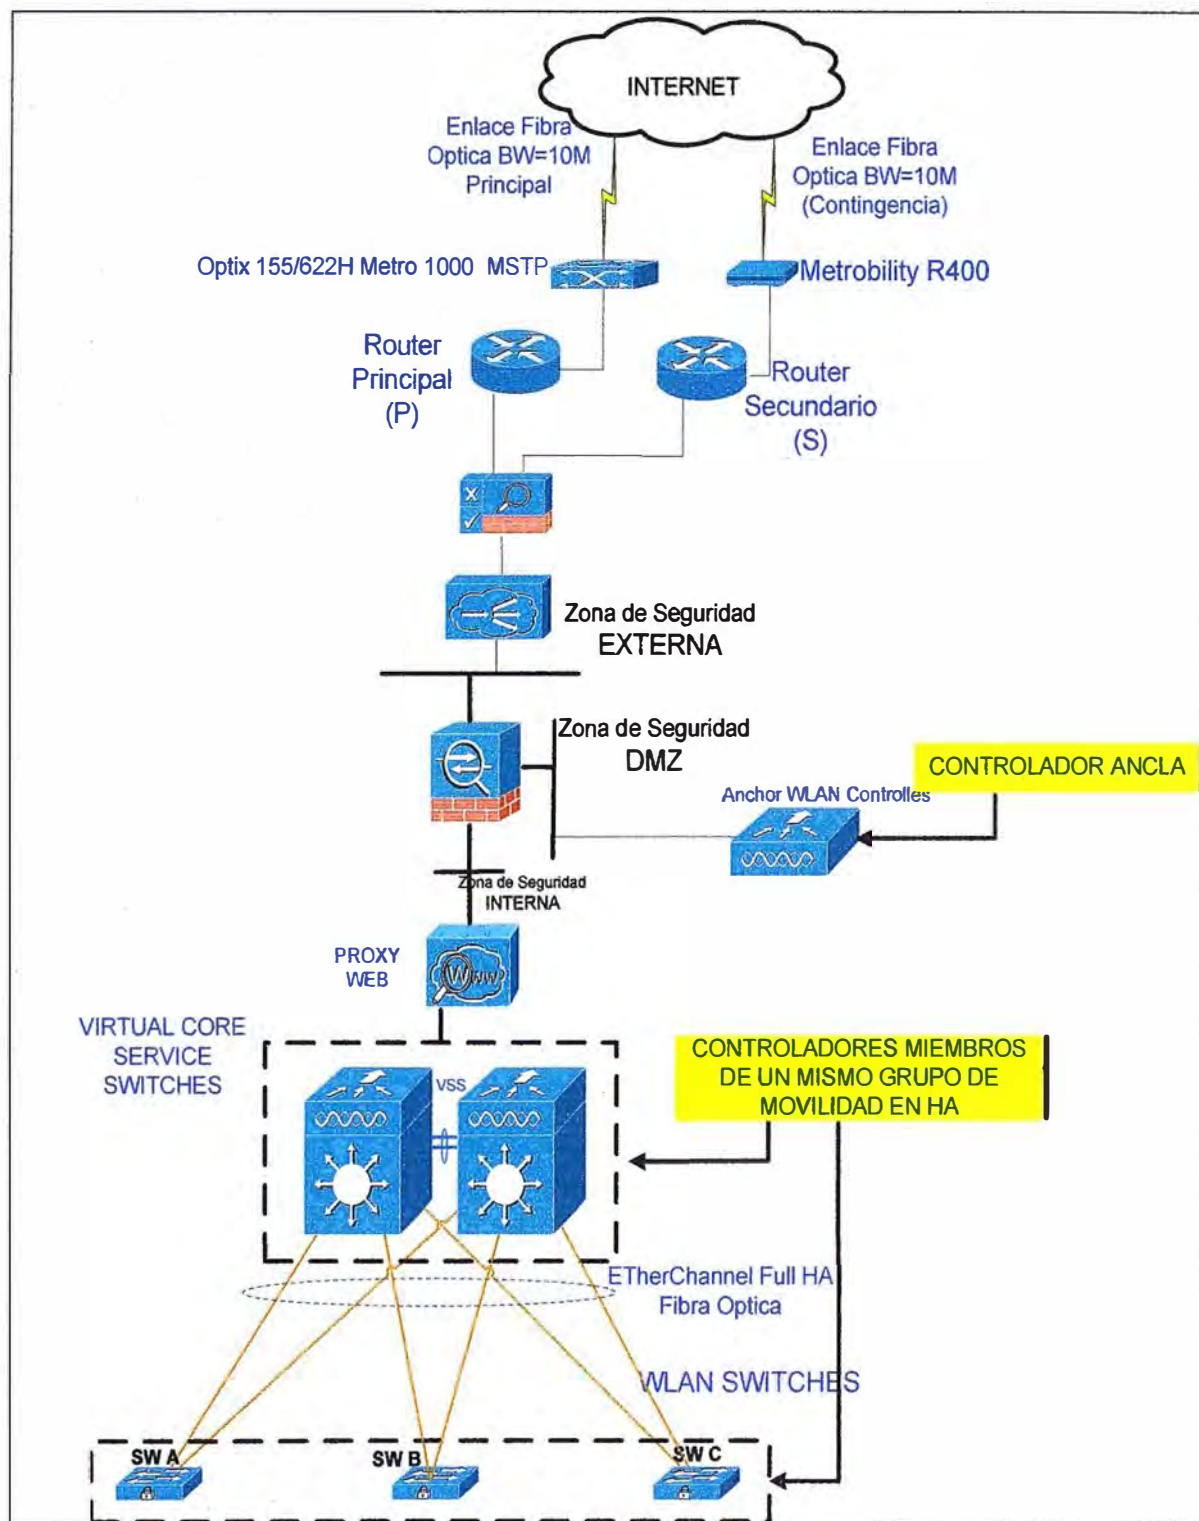 INTERNET
Enlace Fibra
Optica BW=10M
Principal
Enlace Fibra
Optica BW=10M
(Contingencia)
Optix 155/622H Metro 1000 MSTP
Metrobility R400
Router
Principal
(P)
Router
Secundario
(S)
Zona de Seguridad
EXTERNA
Zona de Seguridad
DMZ
CONTROLADOR ANCLA
Anchor WLAN Controlles
Zona de Seguridad
INTERNA
PROXY
WEB
WWW
VIRTUAL CORE
SERVICE
SWITCHES
VSS
CONTROLADORES MIEMBROS
DE UN MISMO GRUPO DE
MOVILIDAD EN HA
ETherChannel Full HA
Fibra Optica
WLAN SWITCHES
SW A
SW B
SW C